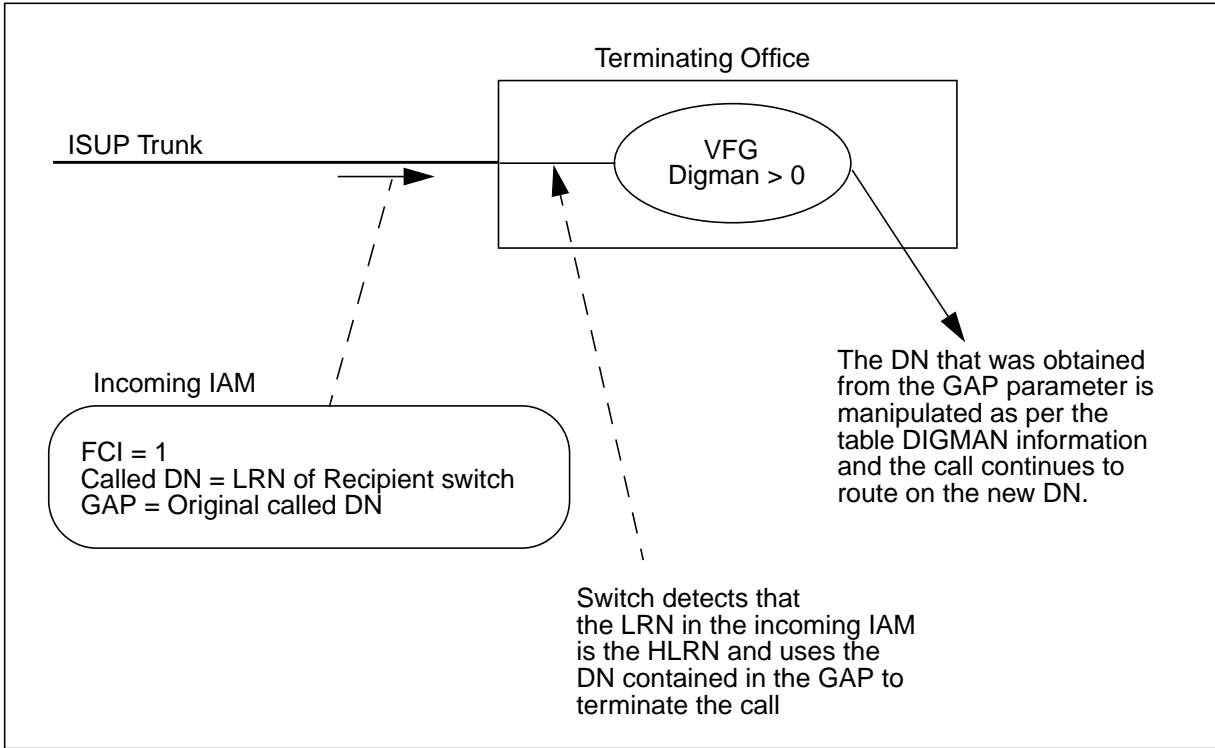 Terminating Office
ISUP Trunk
VFG
Digman > 0
Incoming IAM
FCI = 1
Called DN = LRN of Recipient switch
GAP = Original called DN
The DN that was obtained
from the GAP parameter is
manipulated as per the
table DIGMAN information
and the call continues to
route on the new DN.
Switch detects that
the LRN in the incoming IAM
is the HLRN and uses the
DN contained in the GAP to
terminate the call